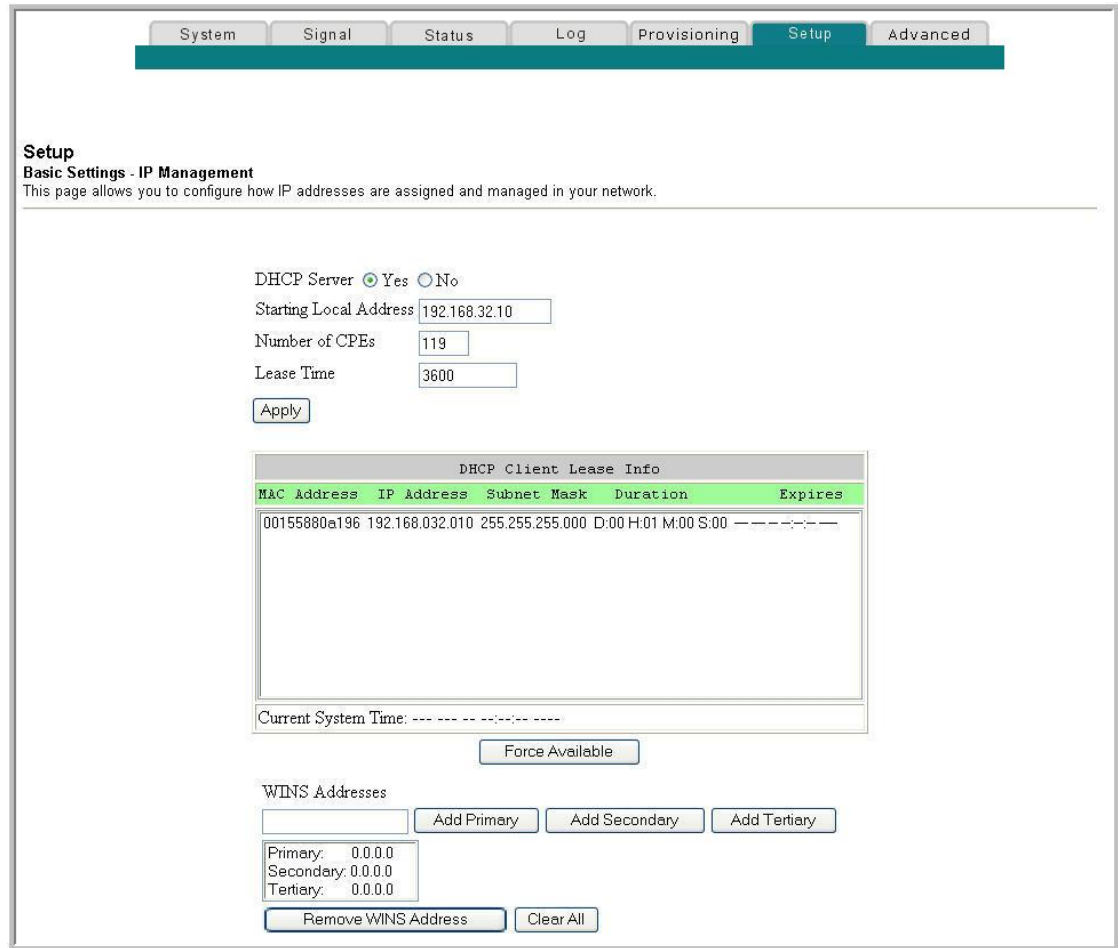 System Signal Status Log Provisioning Setup Advanced
Setup
Basic Settings - IP Management
This page allows you to configure how IP addresses are assigned and managed in your network.
DHCP Server Yes No
Starting Local Address 192.168.32.10
Number of CPEs 119
Lease Time 3600
Apply
DHCP Client Lease Info
MAC Address IP Address Subnet Mask Duration Expires
00155880a196 192.168.032.010 255.255.255.000 D:00 H:01 M:00 S:00 --- --- -- --:--:-- ----
Current System Time: --- --- -- --:--:-- ----
Force Available
WINS Addresses
Add Primary Add Secondary Add Tertiary
Primary: 0.0.0.0
Secondary: 0.0.0.0
Tertiary: 0.0.0.0
Remove WINS Address Clear All